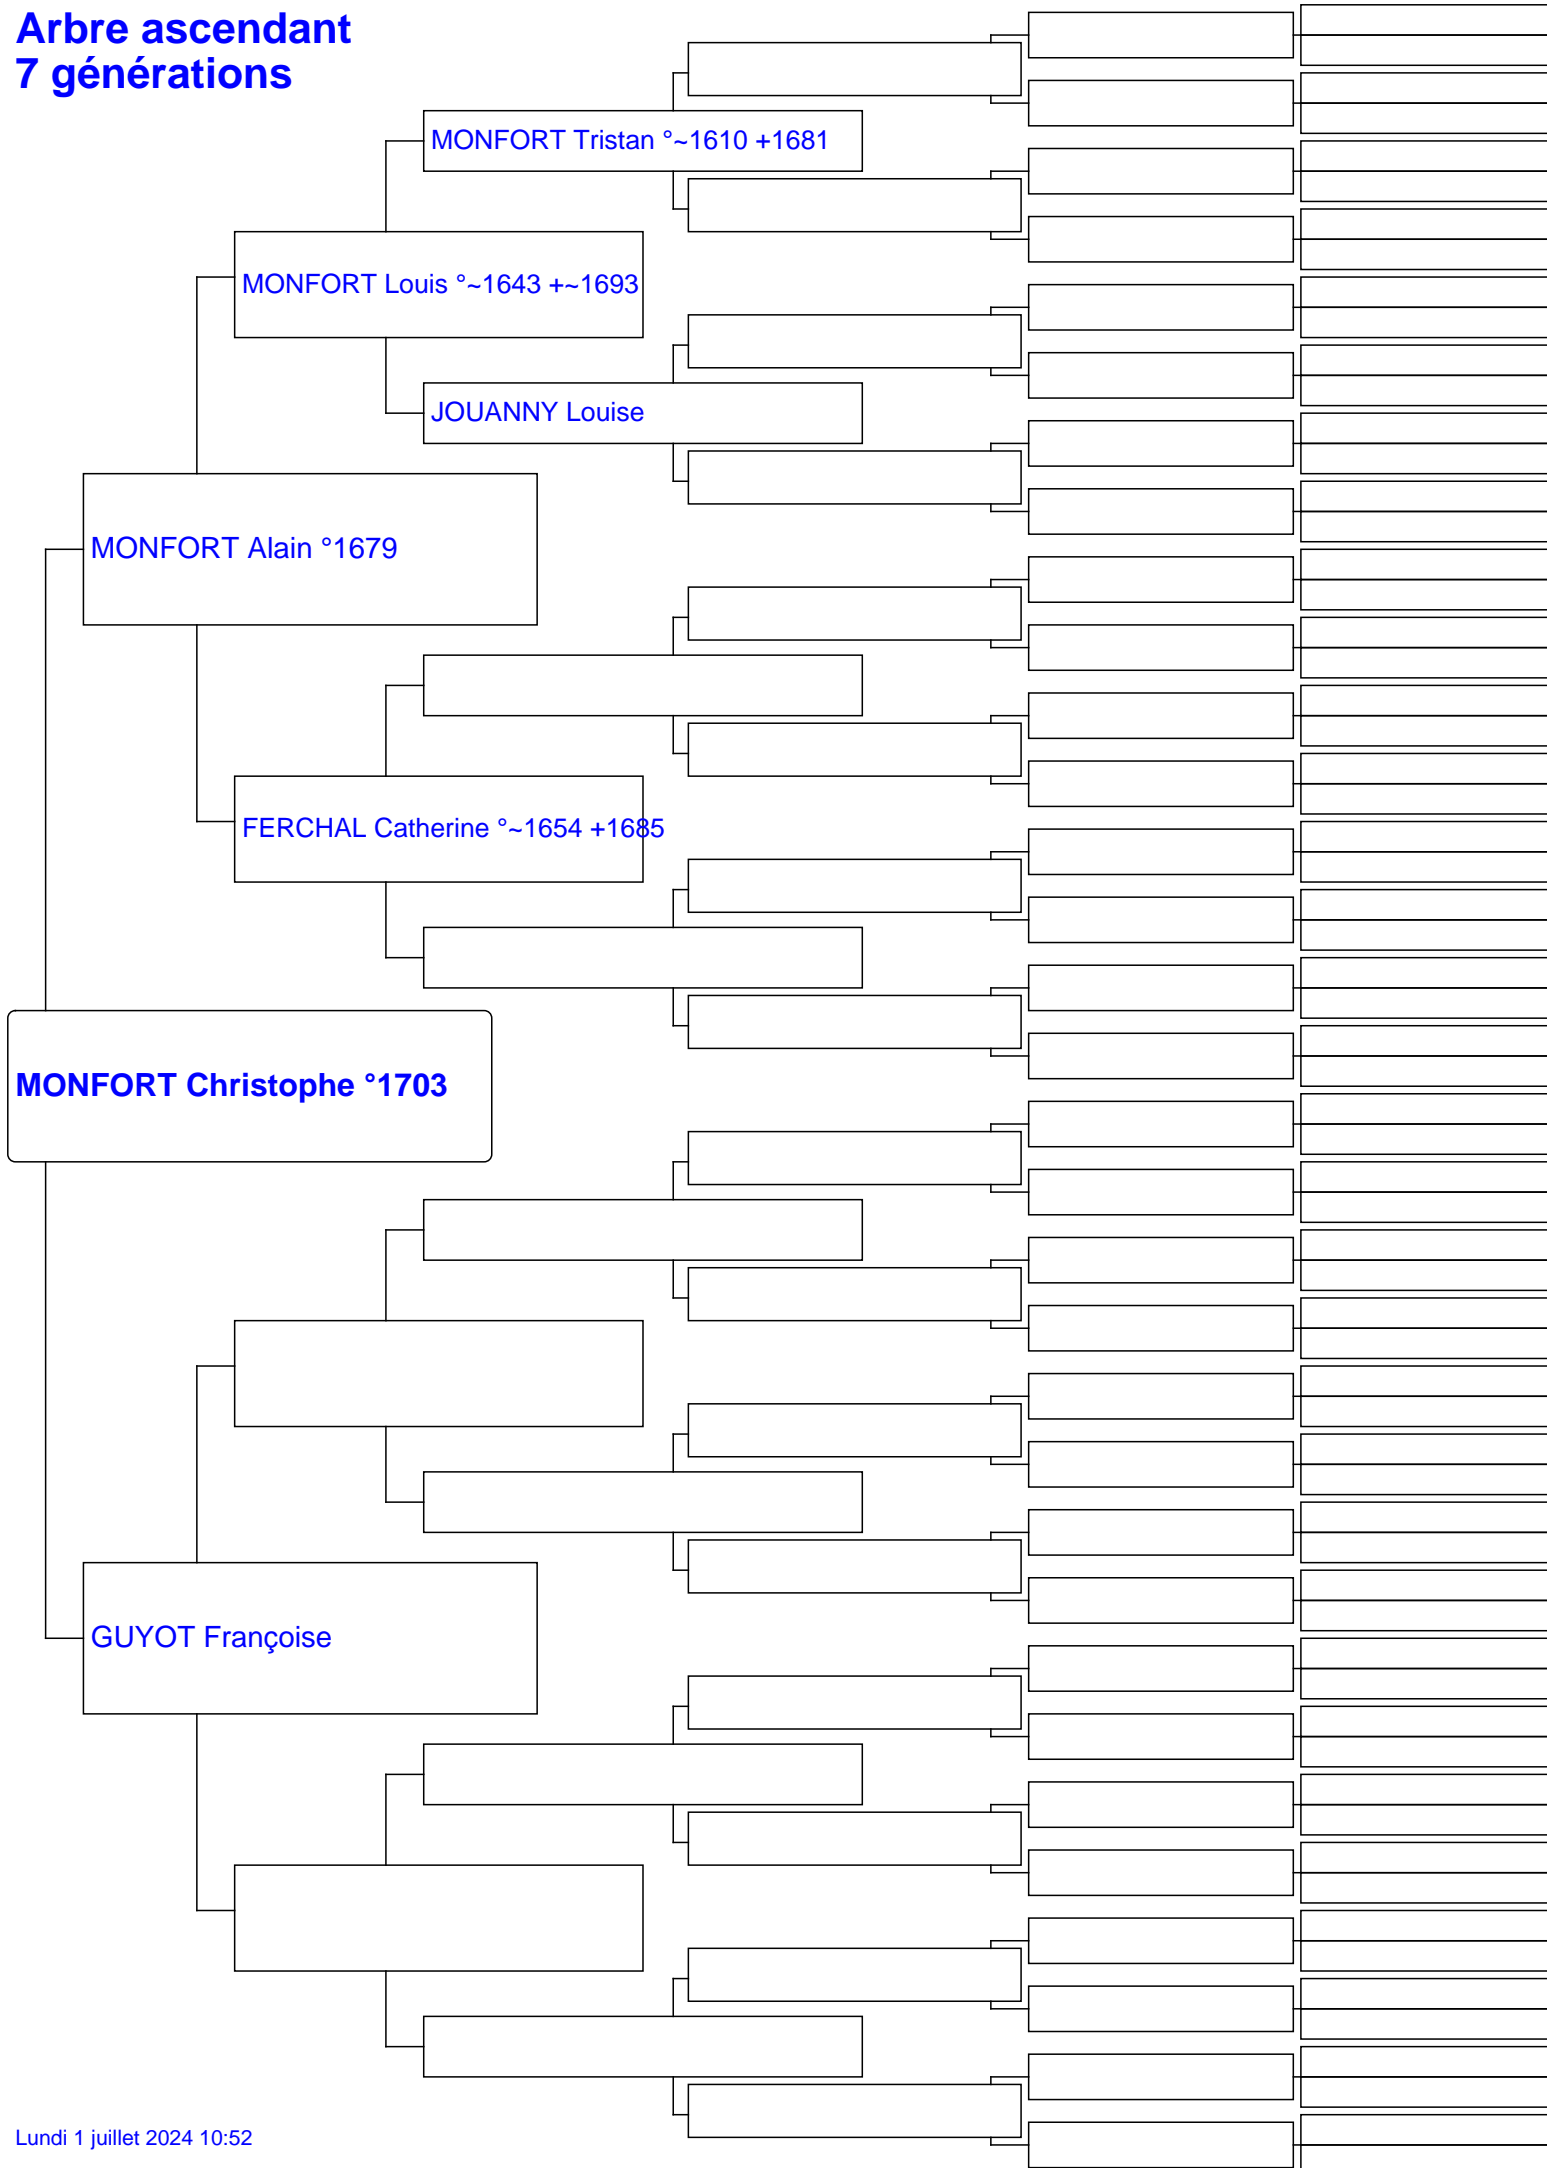 Arbre ascendant
7 générations
MONFORT Tristan °~1610 +1681
MONFORT Louis °~1643 +~1693
JOUANNY Louise
MONFORT Alain °1679
FERCHAL Catherine °~1654 +1685
MONFORT Christophe °1703
GUYOT Françoise
Lundi 1 juillet 2024 10:52